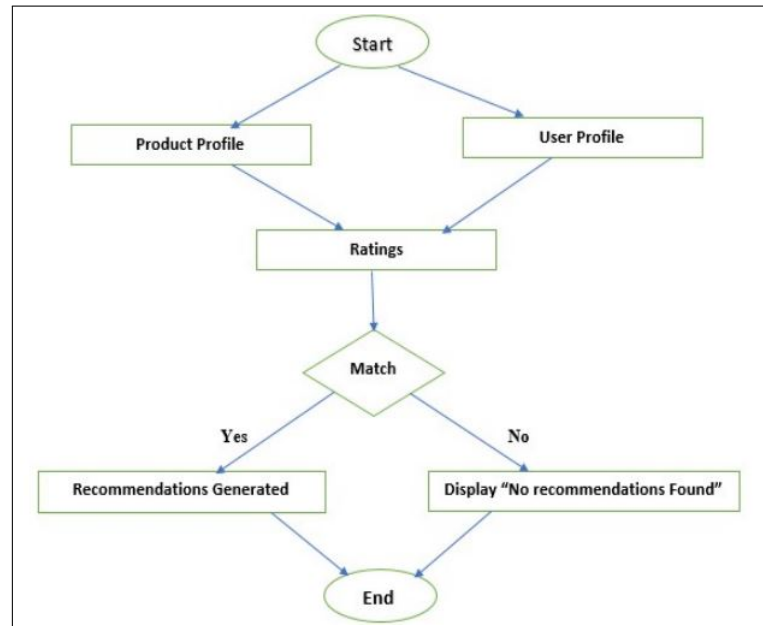 Start
Product Profile
User Profile
Ratings
Match
Yes
No
Recommendations Generated
Display “No recommendations Found”
End